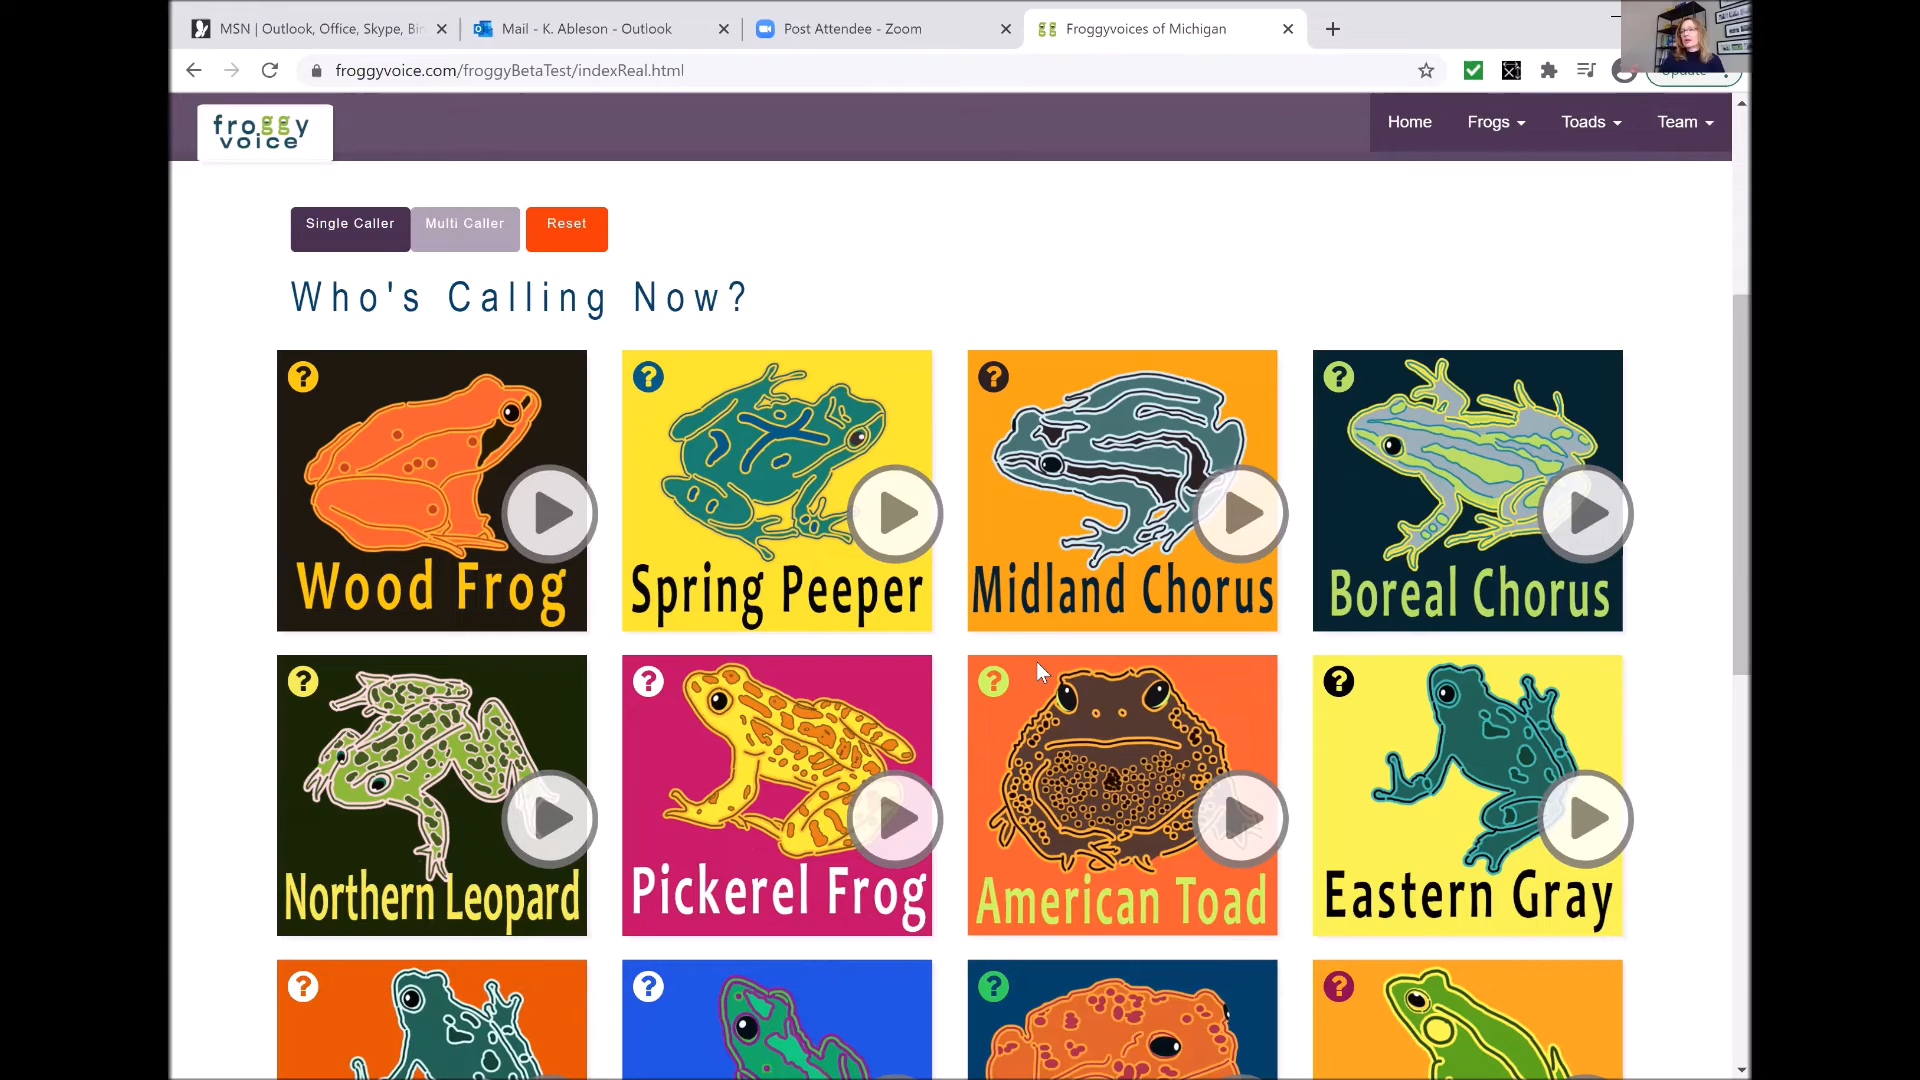 MSN | Outlook, Office, Skype, Bin
Mail - K. Ableson - Outlook
Post Attendee - Zoom
Froggyvoices of Michigan
froggyvoice.com/froggyBetaTest/indexReal.html
froggy
voice
Home
Frogs
Toads
Team
Single Caller
Multi Caller
Reset
Who's Calling Now?
?
?
?
?
Wood Frog
Spring Peeper
Midland Chorus
Boreal Chorus
?
?
?
?
Northern Leopard
Pickerel Frog
American Toad
Eastern Gray
?
?
?
?